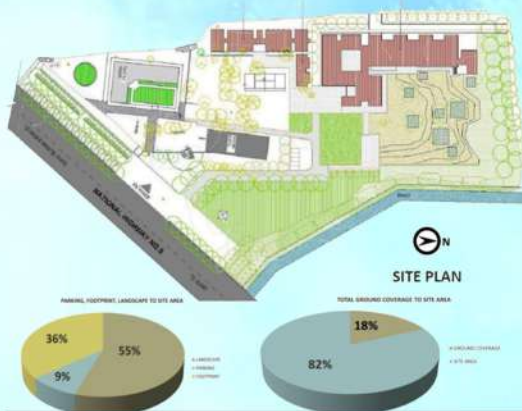 NATIONAL HIGHWAY NO.5
N
SITE PLAN
PARKING, FOOTPRINT, LANDSCAPE TO SITE AREA
36%
55%
9%
LANDSCAPE
PARKING
FOOTPRINT
TOTAL GROUND COVERAGE TO SITE AREA
18%
82%
GROUND COVERAGE
SITE AREA